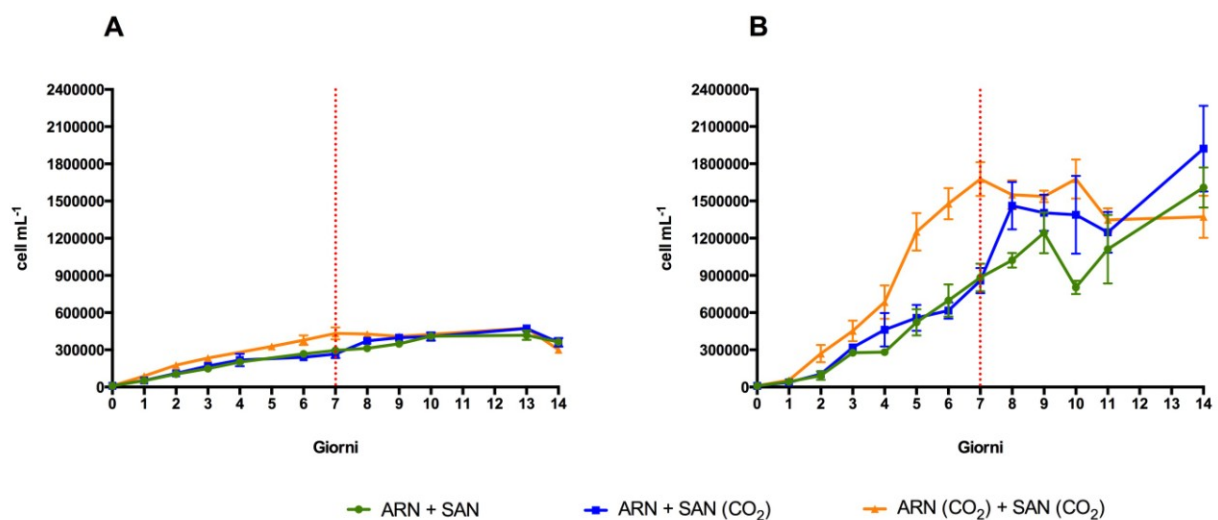 A
B
2400000
2100000
1800000
1500000
1200000
900000
600000
300000
0
cell mL⁻¹
0 1 2 3 4 5 6 7 8 9 10 11 12 13 14
Giorni
2400000
2100000
1800000
1500000
1200000
900000
600000
300000
0
cell mL⁻¹
0 1 2 3 4 5 6 7 8 9 10 11 12 13 14
Giorni
ARN + SAN
ARN + SAN (CO₂)
ARN (CO₂) + SAN (CO₂)